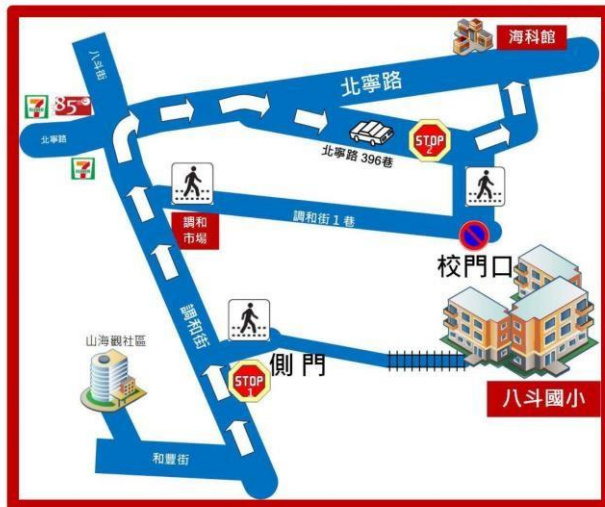 八斗街
海科館
北寧路
85
北寧路
北寧路 396巷
STOP
2
調和
市場
調和街 1 巷
校門口
山海觀社區
調和街
側 門
STOP
1
八斗國小
和豐街